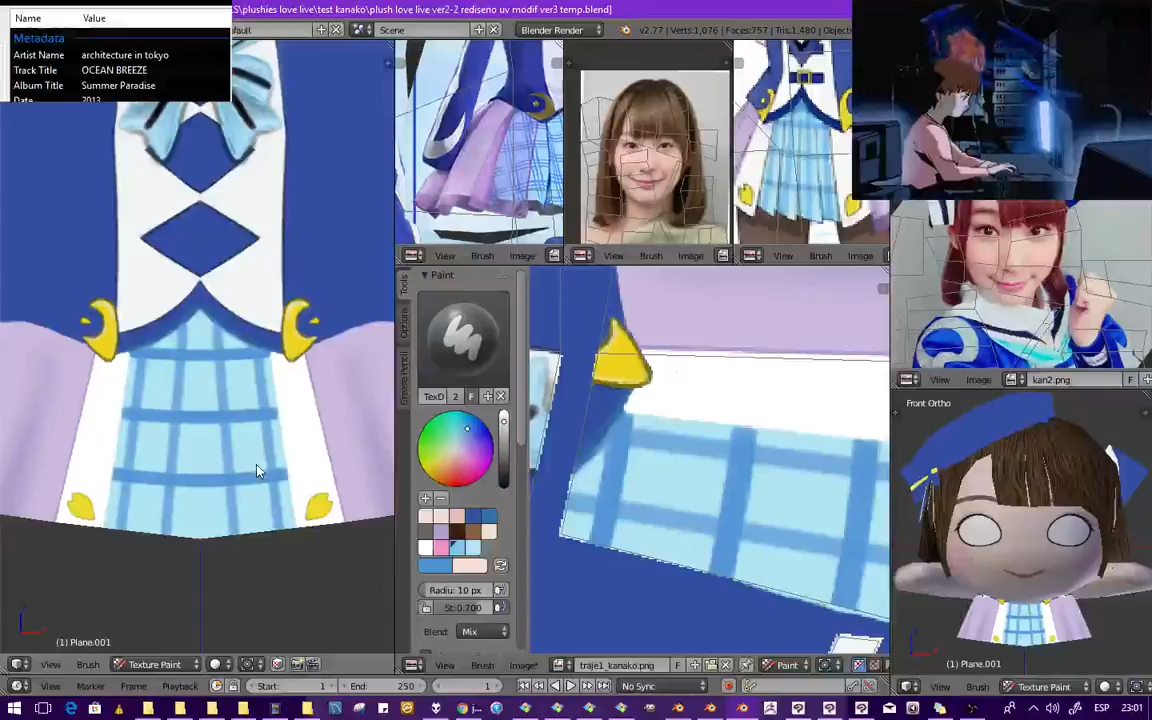 S\plushies love live\test kanako\plush love live ver2-2 rediseno uv modif ver3 temp.blend]
Name Value
Metadata
Artist Name architecture in tokyo
Track Title OCEAN BREEZE
Album Title Summer Paradise
Date 2013
Scene
Blender Render
v2.77 | Verts:1,076 | Faces:757 | Tris:1,480 | Objects
View Brush Image
View Brush Image
View Brush Image
Tools
Options
Grease Pencil
Paint
TexD 2 F
Radiu: 10 px
St:0.700
Blend: Mix
View Image kan2.png F
Front Ortho
(1) Plane.001
(1) Plane.001
View Brush Texture Paint
View Brush Image* traje1_kanako.png F Paint
View Brush Texture Paint
View Marker Frame Playback Start: 1 End: 250 1 No Sync
ESP 23:01